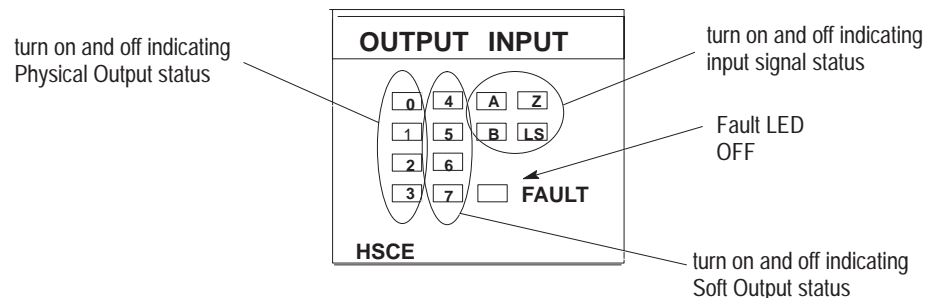 turn on and off indicating
Physical Output status
OUTPUT INPUT
turn on and off indicating
input signal status
0 4 A Z
1 5 B LS
2 6
3 7 FAULT
Fault LED
OFF
HSCE
turn on and off indicating
Soft Output status